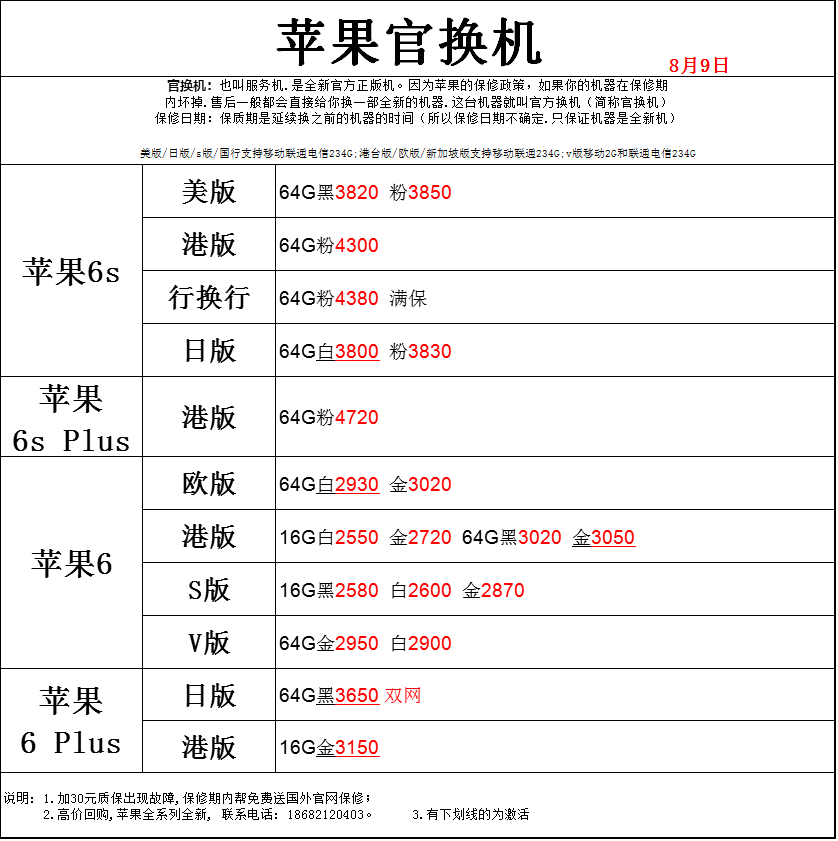 苹果官换机
8月9日
官换机：也叫服务机.是全新官方正版机。因为苹果的保修政策，如果你的机器在保修期
内坏掉.售后一般都会直接给你换一部全新的机器.这台机器就叫官方换机（简称官换机）
保修日期：保质期是延续换之前的机器的时间（所以保修日期不确定.只保证机器是全新机）
美版/日版/s版/国行支持移动联通电信234G;港台版/欧版/新加坡版支持移动联通234G;v版移动2G和联通电信234G
苹果6s
美版 64G黑3820 粉3850
港版 64G粉4300
行换行 64G粉4380 满保
日版 64G白3800 粉3830
苹果
6s Plus
港版 64G粉4720
苹果6
欧版 64G白2930 金3020
港版 16G白2550 金2720 64G黑3020 金3050
S版 16G黑2580 白2600 金2870
V版 64G金2950 白2900
苹果
6 Plus
日版 64G黑3650 双网
港版 16G金3150
说明：1.加30元质保出现故障,保修期内帮免费送国外官网保修；
2.高价回购,苹果全系列全新, 联系电话：18682120403。 3.有下划线的为激活